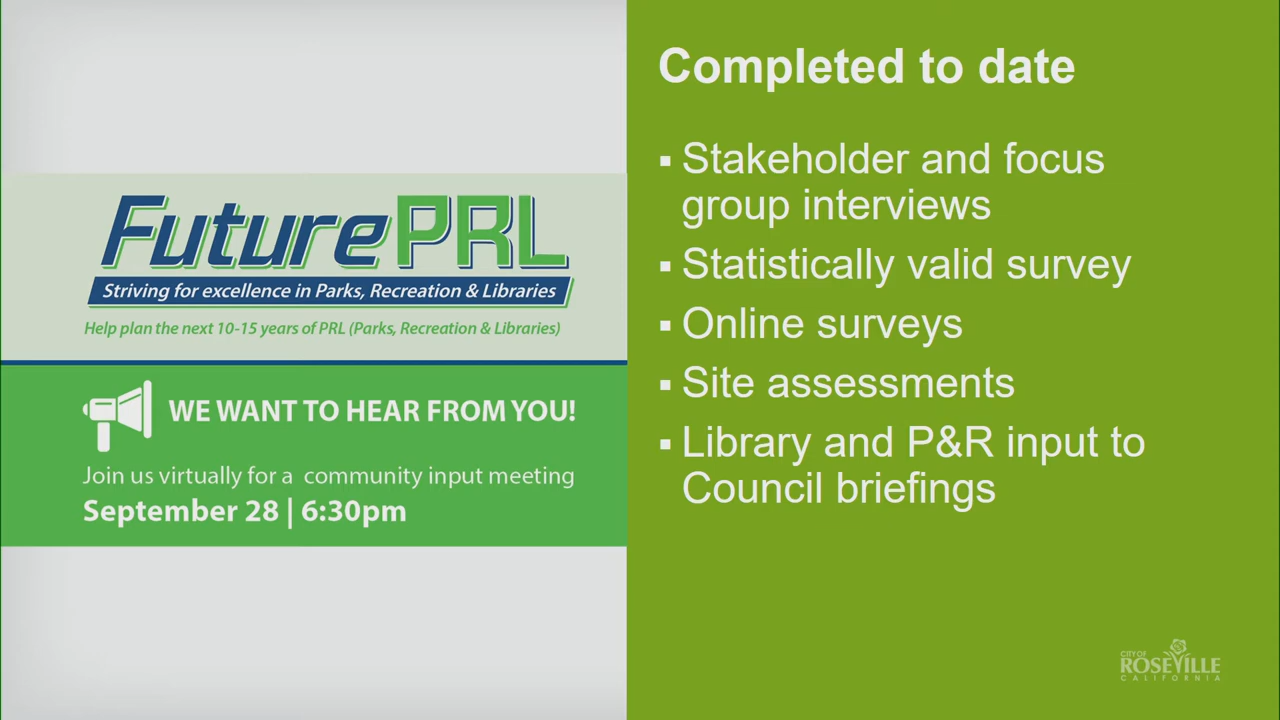 FuturePRL
Striving for excellence in Parks, Recreation & Libraries
Help plan the next 10-15 years of PRL (Parks, Recreation & Libraries)
WE WANT TO HEAR FROM YOU!
Join us virtually for a community input meeting
September 28 | 6:30pm
Completed to date
▪ Stakeholder and focus
group interviews
▪ Statistically valid survey
▪ Online surveys
▪ Site assessments
▪ Library and P&R input to
Council briefings
CITY OF
ROSEVILLE
CALIFORNIA